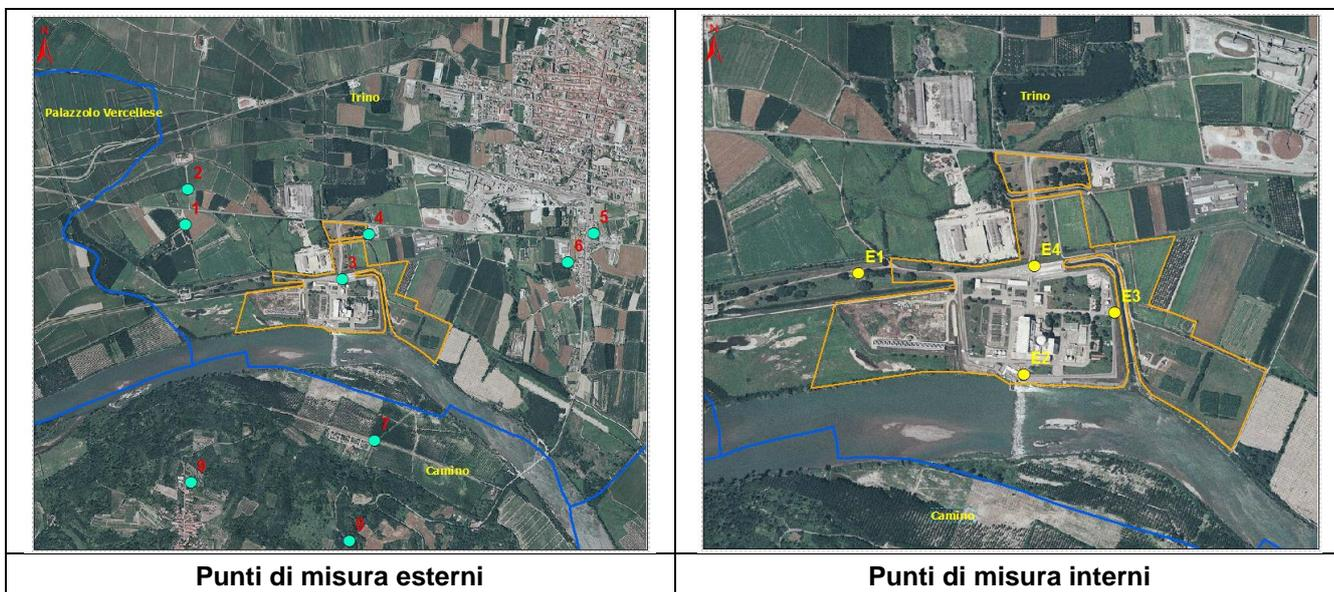 N
Trino
Palazzolo Vercellese
2
1
4
5
6
3
7
Camino
9
8
Punti di misura esterni
N
Trino
E1
E4
E3
E2
Camino
Punti di misura interni